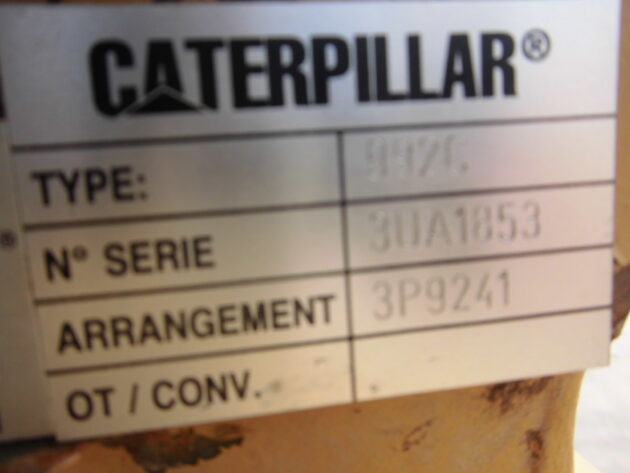 CATERPILLAR®
TYPE: 992C
N° SERIE 3UA1853
ARRANGEMENT 3P9241
OT / CONV.
®